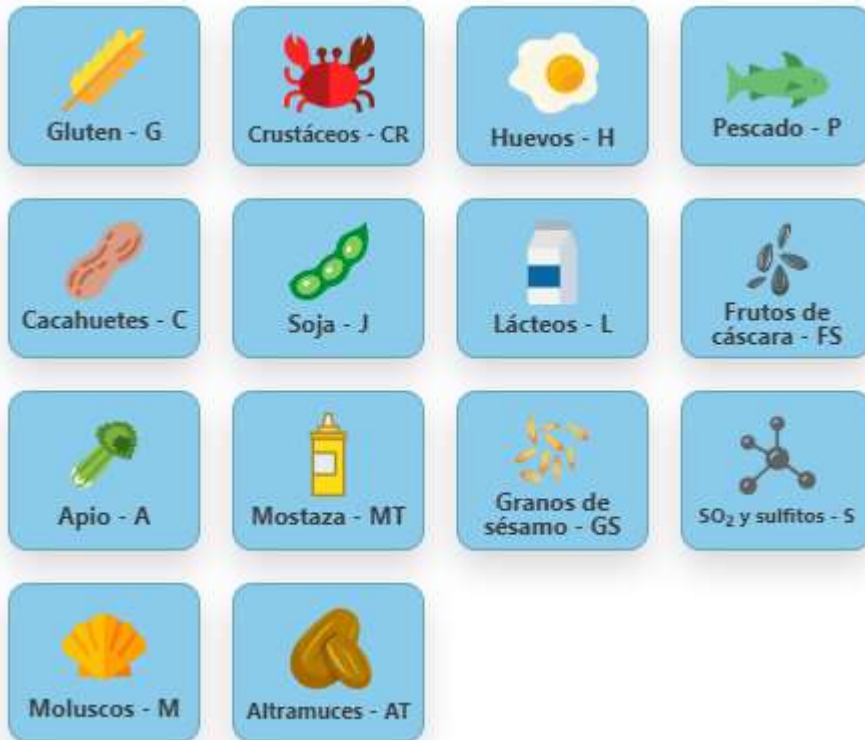 Gluten - G
Crustáceos - CR
Huevos - H
Pescado - P
Cacahuetes - C
Soja - J
Lácteos - L
Frutos de
cáscara - FS
Apio - A
Mostaza - MT
Granos de
sésamo - GS
SO₂ y sulfitos - S
Moluscos - M
Altramuces - AT